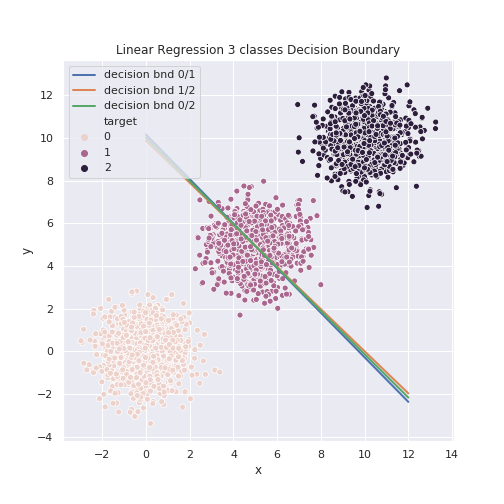 Linear Regression 3 classes Decision Boundary
decision bnd 0/1
decision bnd 1/2
decision bnd 0/2
target
0
1
2
12
10
8
6
4
2
0
−2
−4
y
−2 0 2 4 6 8 10 12 14
x